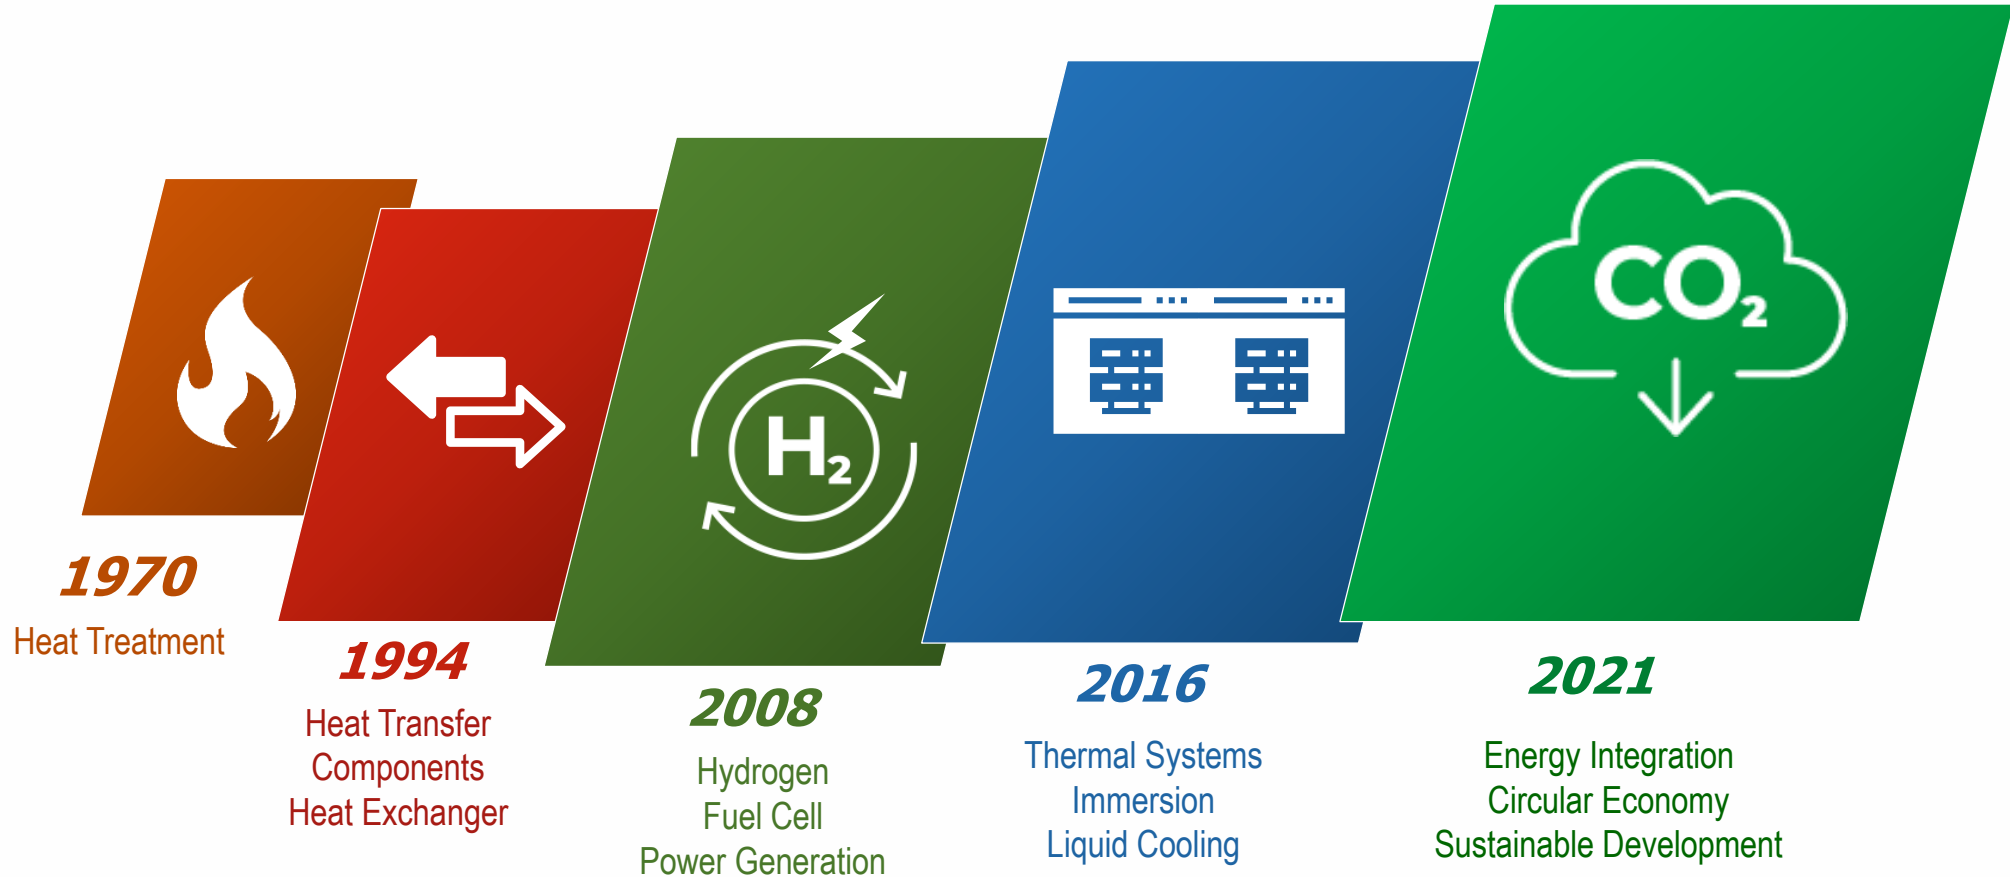 1970
Heat Treatment
1994
Heat Transfer
Components
Heat Exchanger
H2
2008
Hydrogen
Fuel Cell
Power Generation
2016
Thermal Systems
Immersion
Liquid Cooling
CO2
2021
Energy Integration
Circular Economy
Sustainable Development